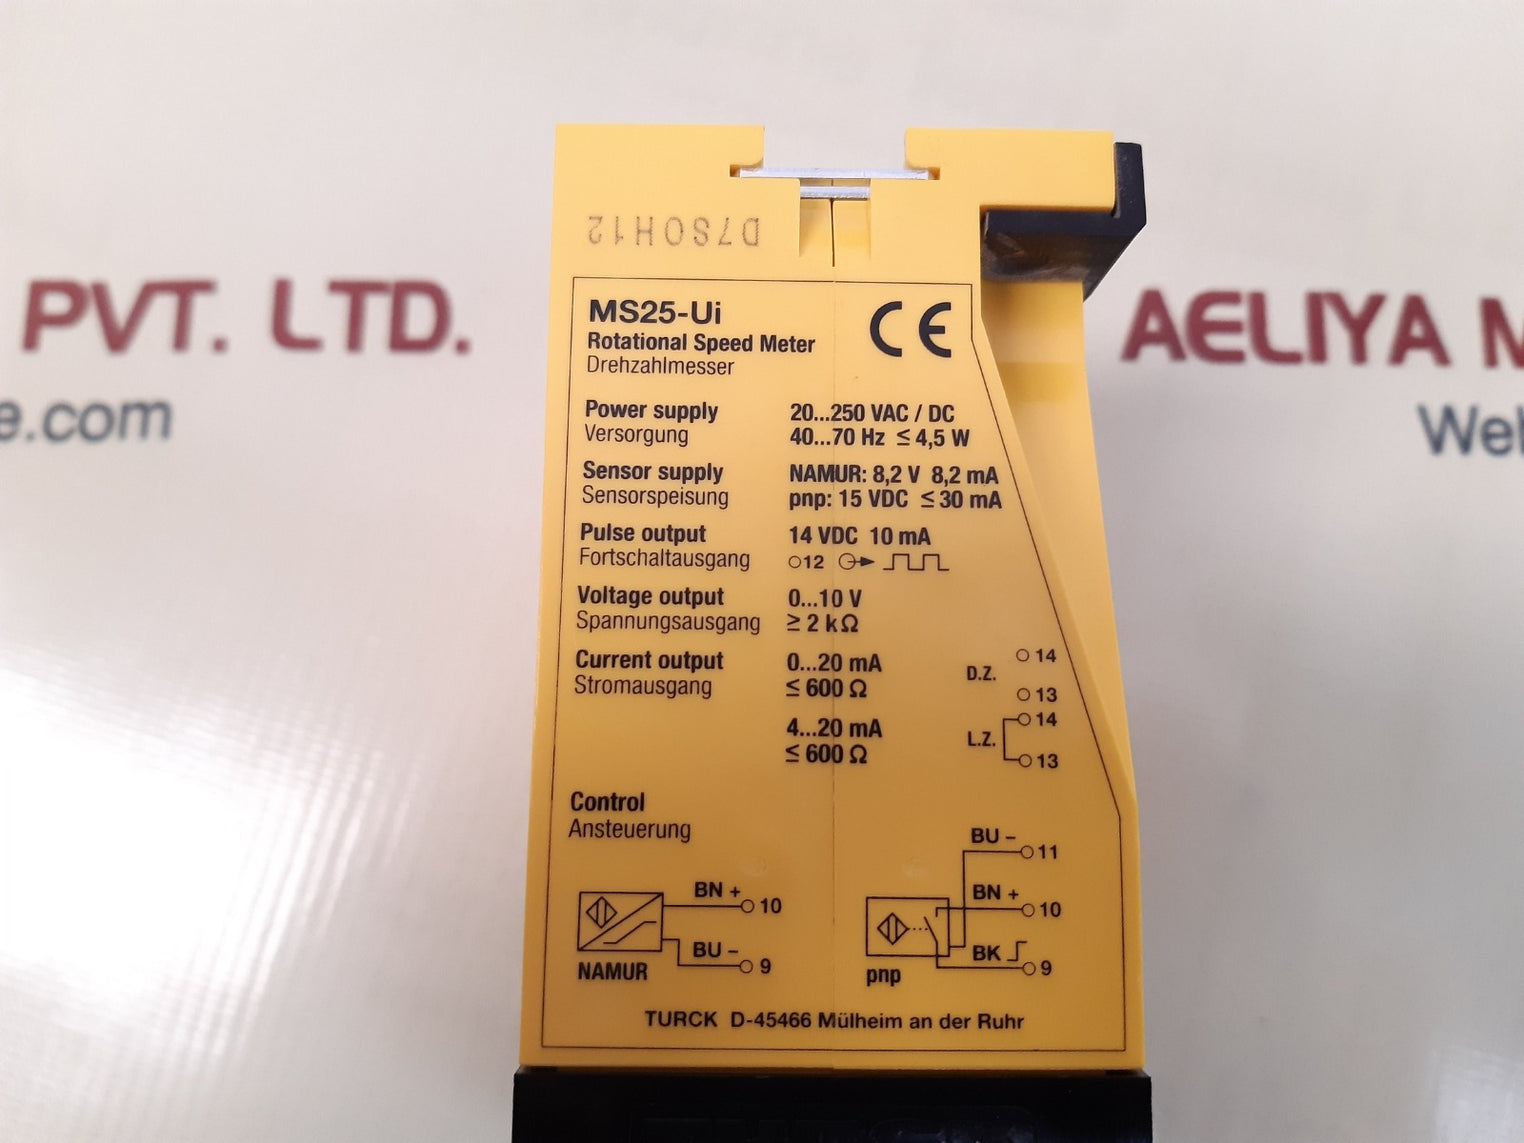 D7SOH12
PVT. LTD.
e.com
AELIYA M
Web
MS25-Ui
CE
Rotational Speed Meter
Drehzahlmesser
Power supply 20...250 VAC / DC
Versorgung 40...70 Hz ≤ 4,5 W
Sensor supply NAMUR: 8,2 V 8,2 mA
Sensorspeisung pnp: 15 VDC ≤ 30 mA
Pulse output 14 VDC 10 mA
Fortschaltausgang 12
Voltage output 0...10 V
Spannungsausgang ≥ 2 kΩ
Current output 0...20 mA
Stromausgang ≤ 600 Ω
D.Z. 14
13
4...20 mA
≤ 600 Ω
L.Z. 14
13
Control
Ansteuerung
BN + 10
BU – 9
NAMUR
BU – 11
BN + 10
BK 9
pnp
TURCK D-45466 Mülheim an der Ruhr